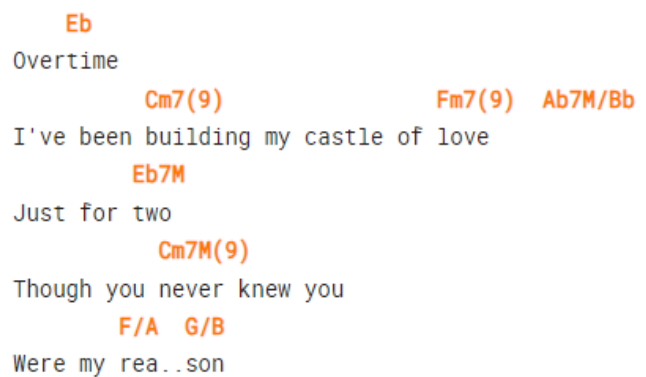 Eb
Overtime
Cm7(9) Fm7(9) Ab7M/Bb
I've been building my castle of love
Eb7M
Just for two
Cm7M(9)
Though you never knew you
F/A G/B
Were my rea..son